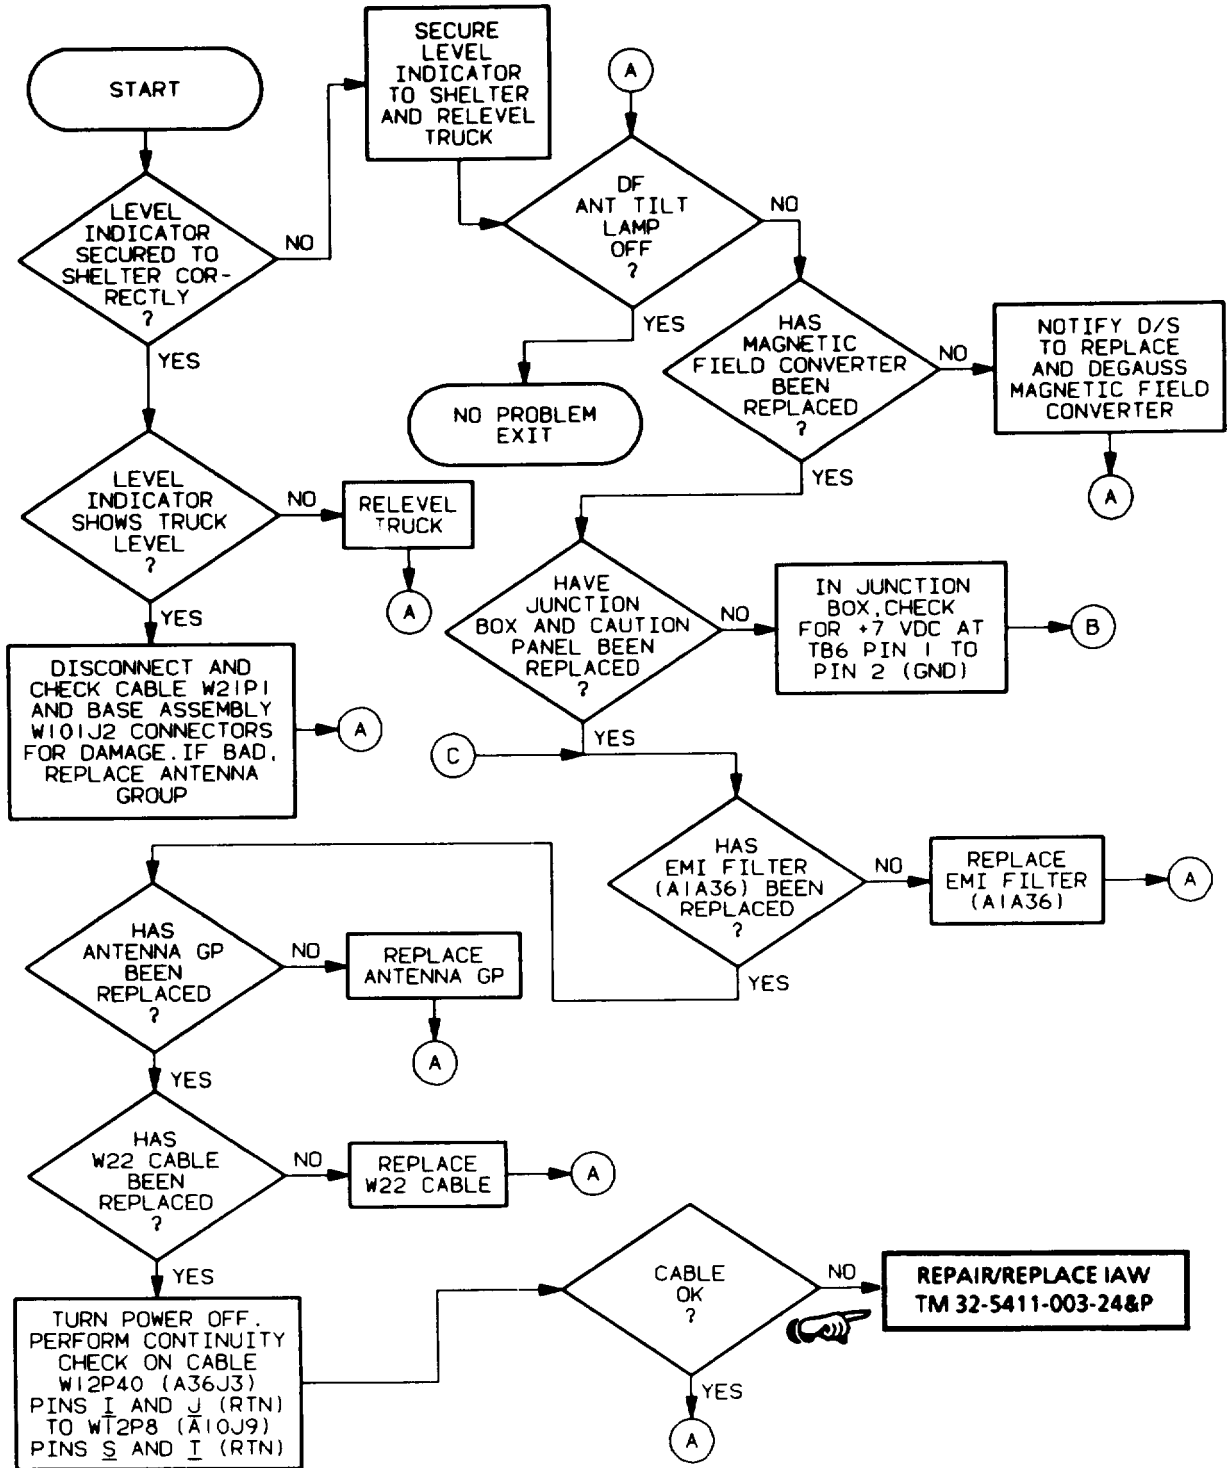 START
SECURE
LEVEL
INDICATOR
TO SHELTER
AND RELEVEL
TRUCK
A
LEVEL
INDICATOR
SECURED TO
SHELTER COR-
RECTLY
?
NO
YES
DF
ANT TILT
LAMP
OFF
?
NO
YES
NO PROBLEM
EXIT
HAS
MAGNETIC
FIELD CONVERTER
BEEN
REPLACED
?
NO
YES
NOTIFY D/S
TO REPLACE
AND DEGAUSS
MAGNETIC FIELD
CONVERTER
A
LEVEL
INDICATOR
SHOWS TRUCK
LEVEL
?
NO
YES
RELEVEL
TRUCK
A
HAVE
JUNCTION
BOX AND CAUTION
PANEL BEEN
REPLACED
?
NO
YES
IN JUNCTION
BOX, CHECK
FOR +7 VDC AT
TB6 PIN 1 TO
PIN 2 (GND)
B
DISCONNECT AND
CHECK CABLE W21P1
AND BASE ASSEMBLY
W101J2 CONNECTORS
FOR DAMAGE. IF BAD,
REPLACE ANTENNA
GROUP
A
C
HAS
EMI FILTER
(A1A36) BEEN
REPLACED
?
NO
YES
REPLACE
EMI FILTER
(A1A36)
A
HAS
ANTENNA GP
BEEN
REPLACED
?
NO
YES
REPLACE
ANTENNA GP
A
HAS
W22 CABLE
BEEN
REPLACED
?
NO
YES
REPLACE
W22 CABLE
A
TURN POWER OFF.
PERFORM CONTINUITY
CHECK ON CABLE
W12P40 (A36J3)
PINS I AND J (RTN)
TO W12P8 (A10J9)
PINS S AND T (RTN)
CABLE
OK
?
NO
YES
REPAIR/REPLACE IAW
TM 32-5411-003-24&P
A